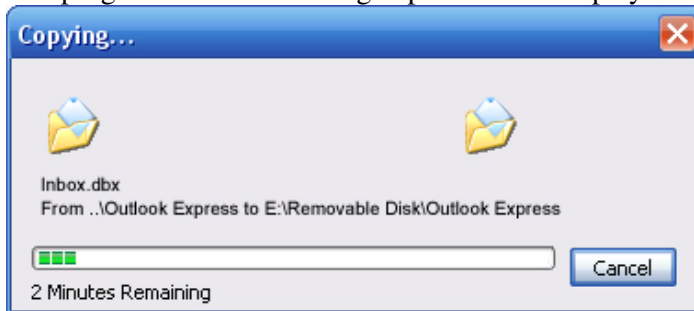 Copying...
Inbox.dbx
From ..\Outlook Express to E:\Removable Disk\Outlook Express
Cancel
2 Minutes Remaining